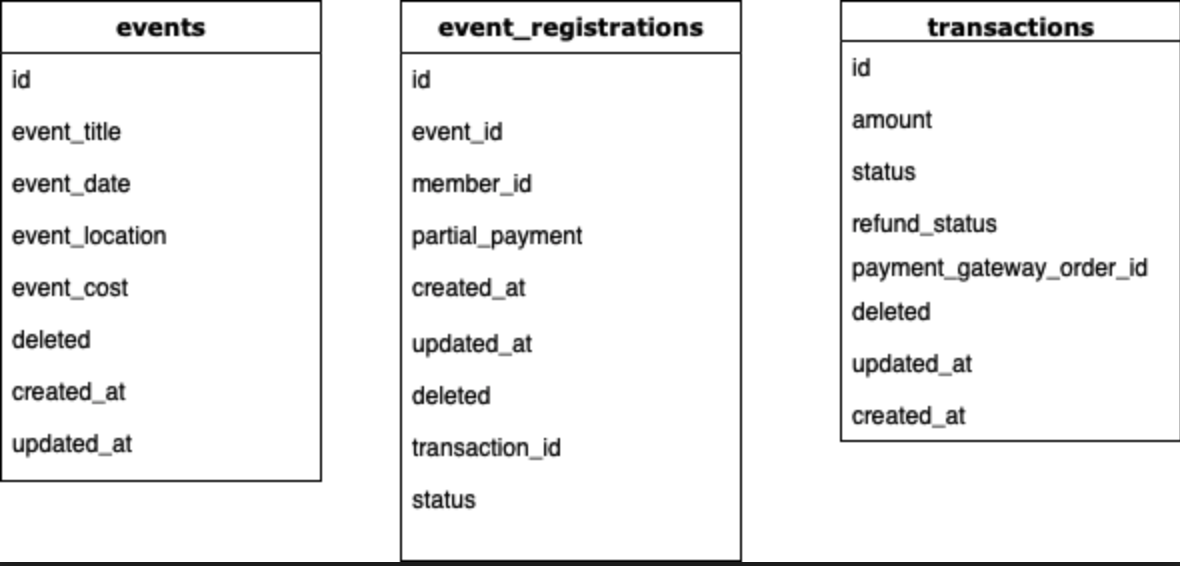 events
id
event_title
event_date
event_location
event_cost
deleted
created_at
updated_at
event_registrations
id
event_id
member_id
partial_payment
created_at
updated_at
deleted
transaction_id
status
transactions
id
amount
status
refund_status
payment_gateway_order_id
deleted
updated_at
created_at